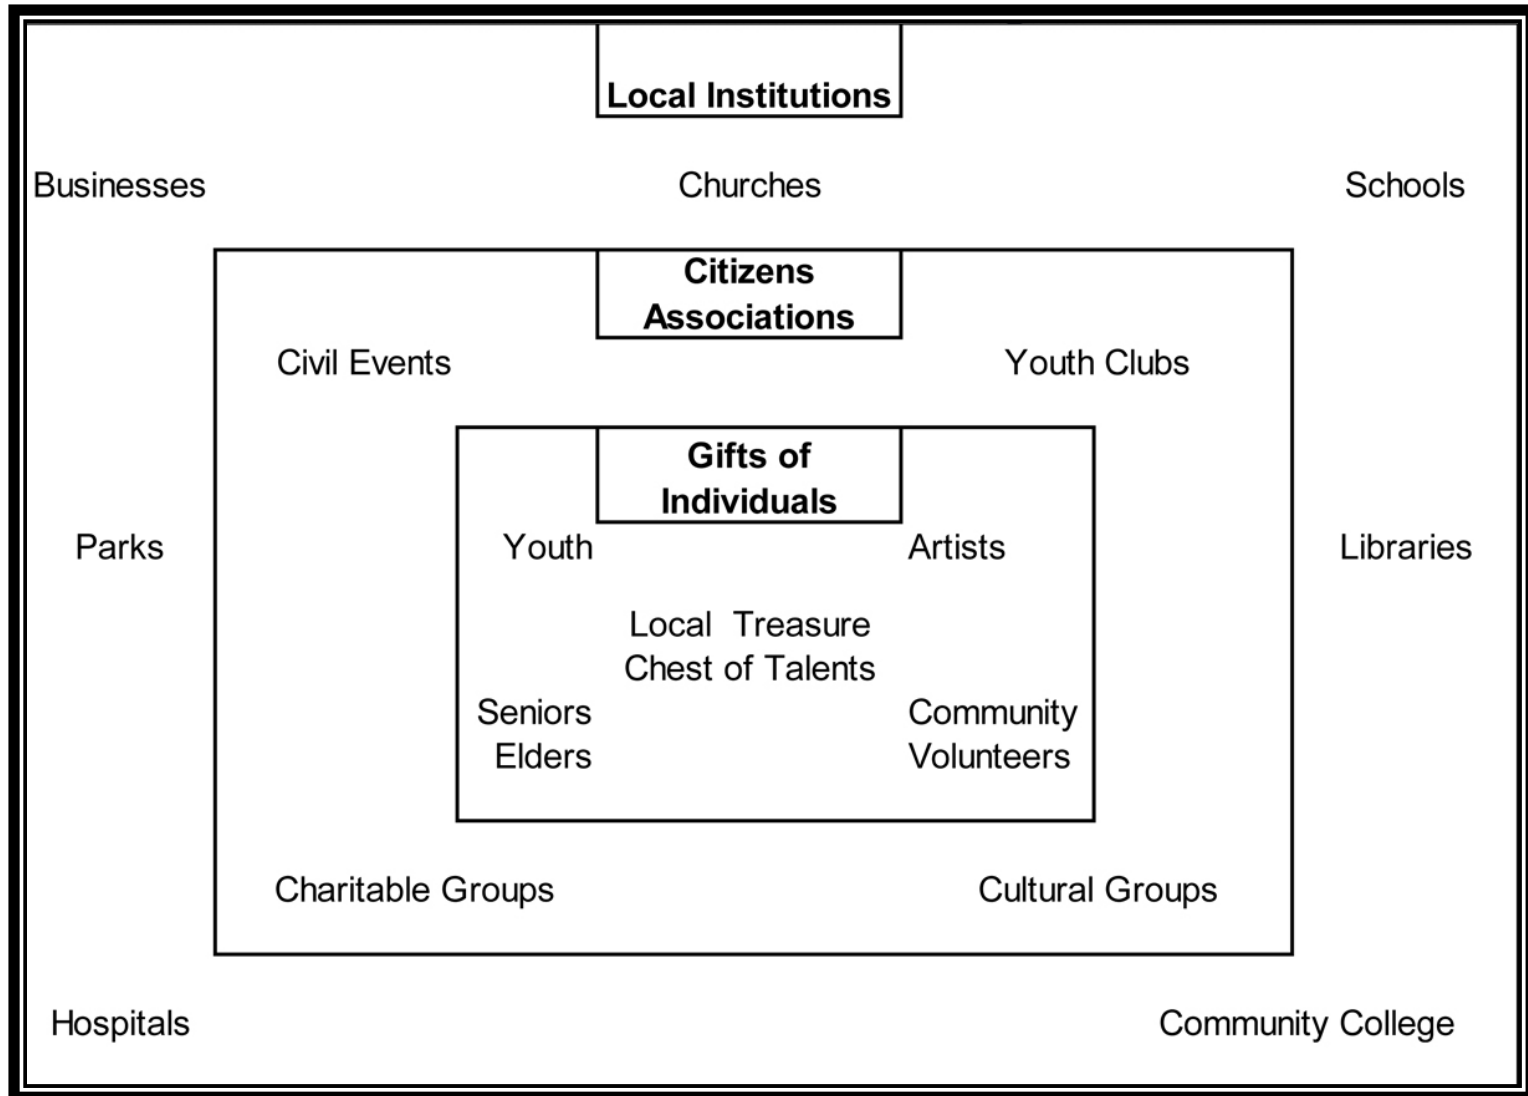 Local Institutions
Businesses Churches Schools
Citizens
Associations
Civil Events Youth Clubs
Gifts of
Individuals
Parks Youth Artists Libraries
Local Treasure
Chest of Talents
Seniors Community
Elders Volunteers
Charitable Groups Cultural Groups
Hospitals Community College